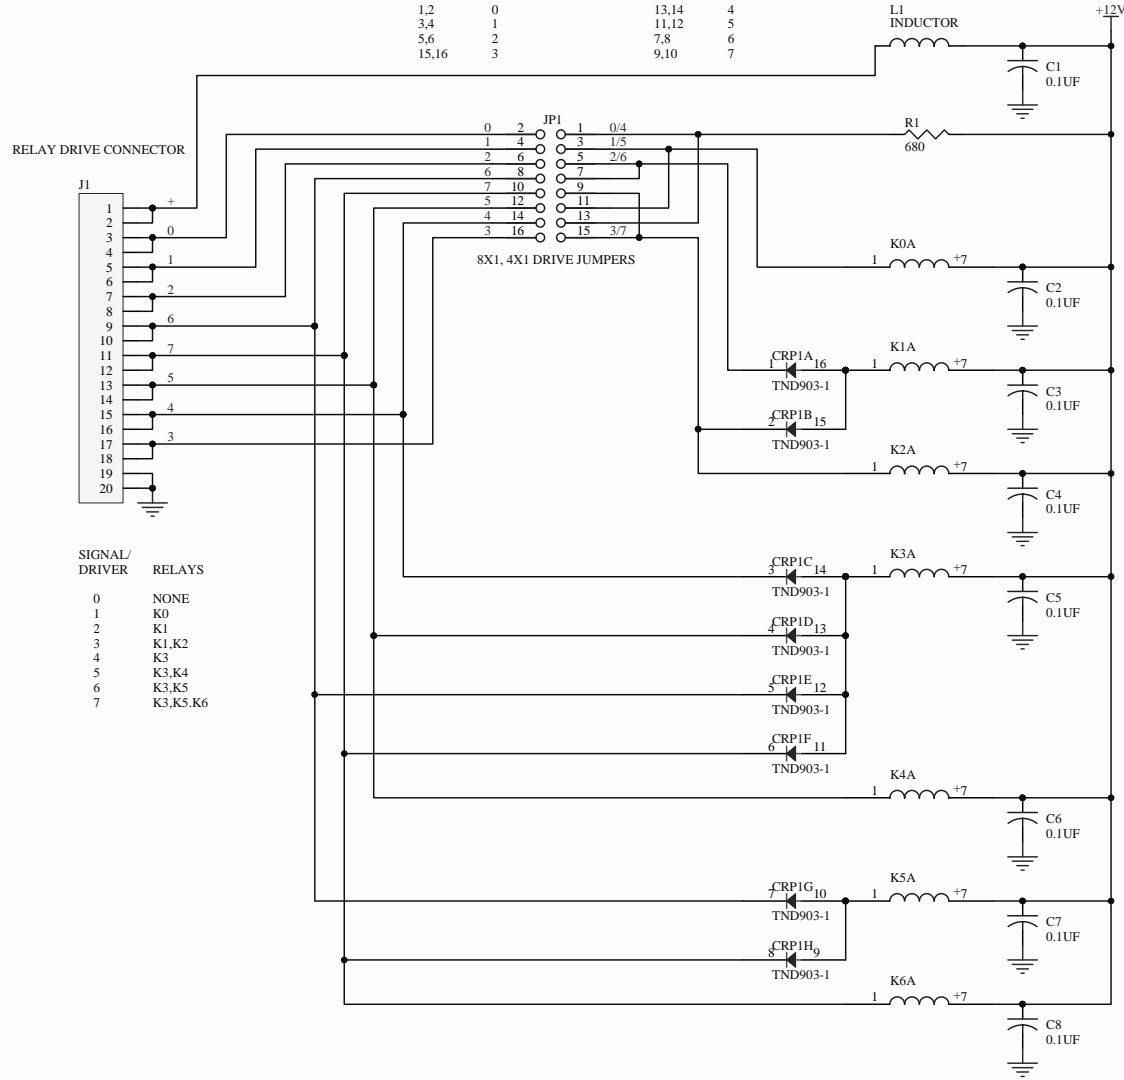 1,2 0 13,14 4
3,4 1 11,12 5
5,6 2 7,8 6
15,16 3 9,10 7
L1
INDUCTOR
+12V
C1
0.1UF
JP1
0 2 1 0/4
1 4 3 1/5
2 6 5 2/6
6 8 7
7 10 9
5 12 11
4 14 13
3 16 15 3/7
8X1, 4X1 DRIVE JUMPERS
R1
680
RELAY DRIVE CONNECTOR
J1
1 +
2
3 0
4
5 1
6
7 2
8
9 6
10
11 7
12
13 5
14
15 4
16
17 3
18
19
20
K0A
1 +7
C2
0.1UF
CRP1A
1 16
TND903-1
K1A
1 +7
C3
0.1UF
CRP1B
2 15
TND903-1
K2A
1 +7
C4
0.1UF
SIGNAL/
DRIVER RELAYS
0 NONE
1 K0
2 K1
3 K1,K2
4 K3
5 K3,K4
6 K3,K5
7 K3,K5.K6
CRP1C
3 14
TND903-1
K3A
1 +7
C5
0.1UF
CRP1D
4 13
TND903-1
CRP1E
5 12
TND903-1
CRP1F
6 11
TND903-1
K4A
1 +7
C6
0.1UF
CRP1G
7 10
TND903-1
K5A
1 +7
C7
0.1UF
CRP1H
8 9
TND903-1
K6A
1 +7
C8
0.1UF